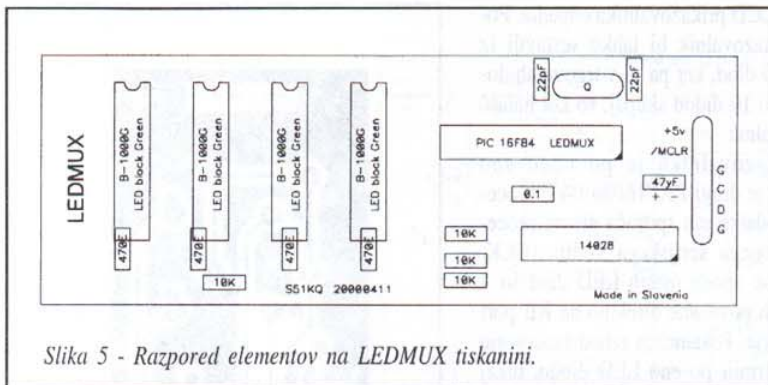 LEDMUX
B-1000G
LED block Green
B-1000G
LED block Green
B-1000G
LED block Green
B-1000G
LED block Green
470E
470E
470E
470E
10K
S51KQ 20000411
22pF
Q
22pF
PIC 16F84 LEDMUX
0.1
+5v
/MCLR
47yF
+
G
C
D
G
10K
10K
10K
14028
Made in Slovenia
Slika 5 - Razpored elementov na LEDMUX tiskanini.